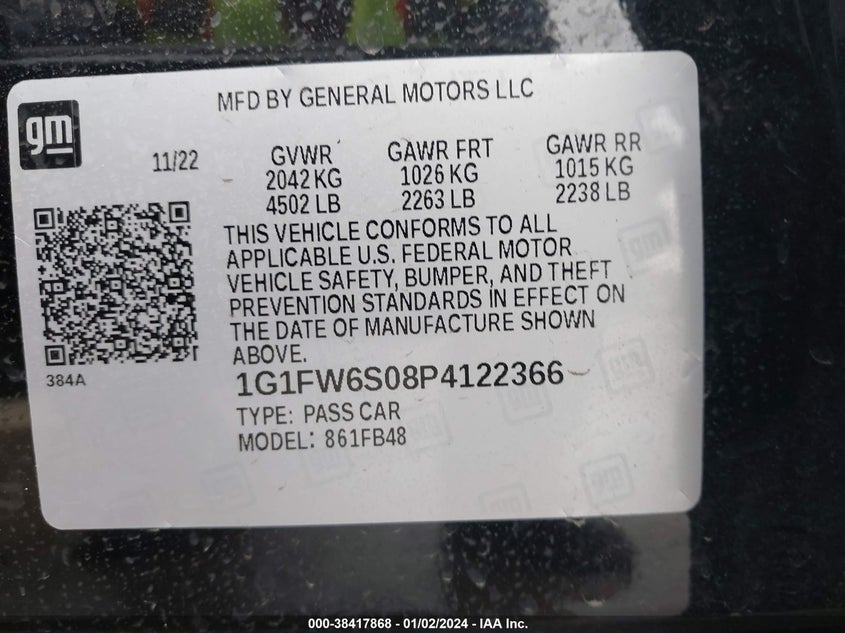 MFD BY GENERAL MOTORS LLC
gm
11/22
GVWR GAWR FRT GAWR RR
2042 KG 1026 KG 1015 KG
4502 LB 2263 LB 2238 LB
THIS VEHICLE CONFORMS TO ALL
APPLICABLE U.S. FEDERAL MOTOR
VEHICLE SAFETY, BUMPER, AND THEFT
PREVENTION STANDARDS IN EFFECT ON
THE DATE OF MANUFACTURE SHOWN
ABOVE.
384A
1G1FW6S08P4122366
TYPE: PASS CAR
MODEL: 861FB48
000-38417868 - 01/02/2024 - IAA Inc.